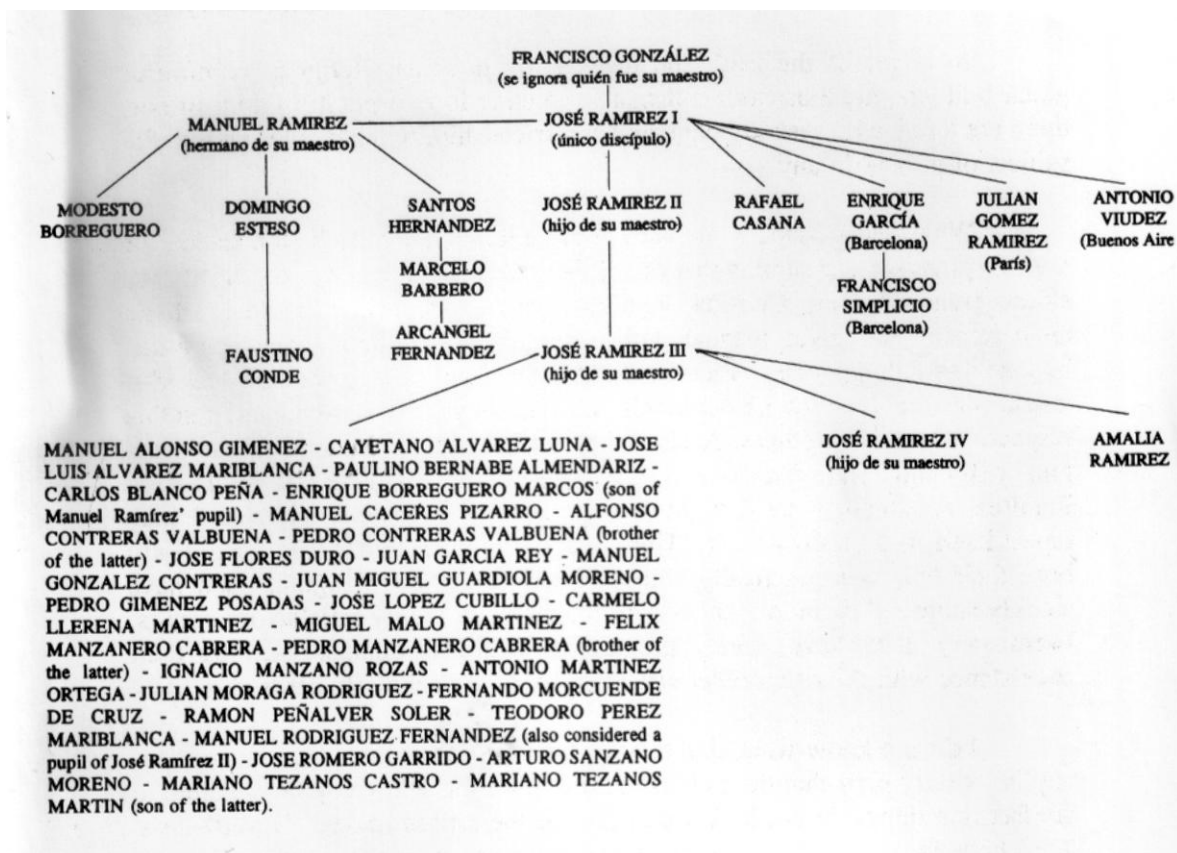 FRANCISCO GONZÁLEZ
(se ignora quién fue su maestro)
MANUEL RAMIREZ
(hermano de su maestro)
JOSÉ RAMIREZ I
(único discípulo)
MODESTO
BORREGUERO
DOMINGO
ESTESO
SANTOS
HERNANDEZ
JOSÉ RAMIREZ II
(hijo de su maestro)
RAFAEL
CASANA
ENRIQUE
GARCÍA
(Barcelona)
JULIAN
GOMEZ
RAMIREZ
(París)
ANTONIO
VIUDEZ
(Buenos Aire
MARCELO
BARBERO
FRANCISCO
SIMPLICIO
(Barcelona)
ARCANGEL
FERNANDEZ
FAUSTINO
CONDE
JOSÉ RAMIREZ III
(hijo de su maestro)
JOSÉ RAMIREZ IV
(hijo de su maestro)
AMALIA
RAMIREZ
MANUEL ALONSO GIMENEZ - CAYETANO ALVAREZ LUNA - JOSE
LUIS ALVAREZ MARIBLANCA - PAULINO BERNABE ALMENDARIZ -
CARLOS BLANCO PEÑA - ENRIQUE BORREGUERO MARCOS (son of
Manuel Ramírez' pupil) - MANUEL CACERES PIZARRO - ALFONSO
CONTRERAS VALBUENA - PEDRO CONTRERAS VALBUENA (brother
of the latter) - JOSE FLORES DURO - JUAN GARCIA REY - MANUEL
GONZALEZ CONTRERAS - JUAN MIGUEL GUARDIOLA MORENO -
PEDRO GIMENEZ POSADAS - JOSE LOPEZ CUBILLO - CARMELO
LLERENA MARTINEZ - MIGUEL MALO MARTINEZ - FELIX
MANZANERO CABRERA - PEDRO MANZANERO CABRERA (brother of
the latter) - IGNACIO MANZANO ROZAS - ANTONIO MARTINEZ
ORTEGA - JULIAN MORAGA RODRIGUEZ - FERNANDO MORCUENDE
DE CRUZ - RAMON PEÑALVER SOLER - TEODORO PEREZ
MARIBLANCA - MANUEL RODRIGUEZ FERNANDEZ (also considered a
pupil of José Ramírez II) - JOSE ROMERO GARRIDO - ARTURO SANZANO
MORENO - MARIANO TEZANOS CASTRO - MARIANO TEZANOS
MARTIN (son of the latter).